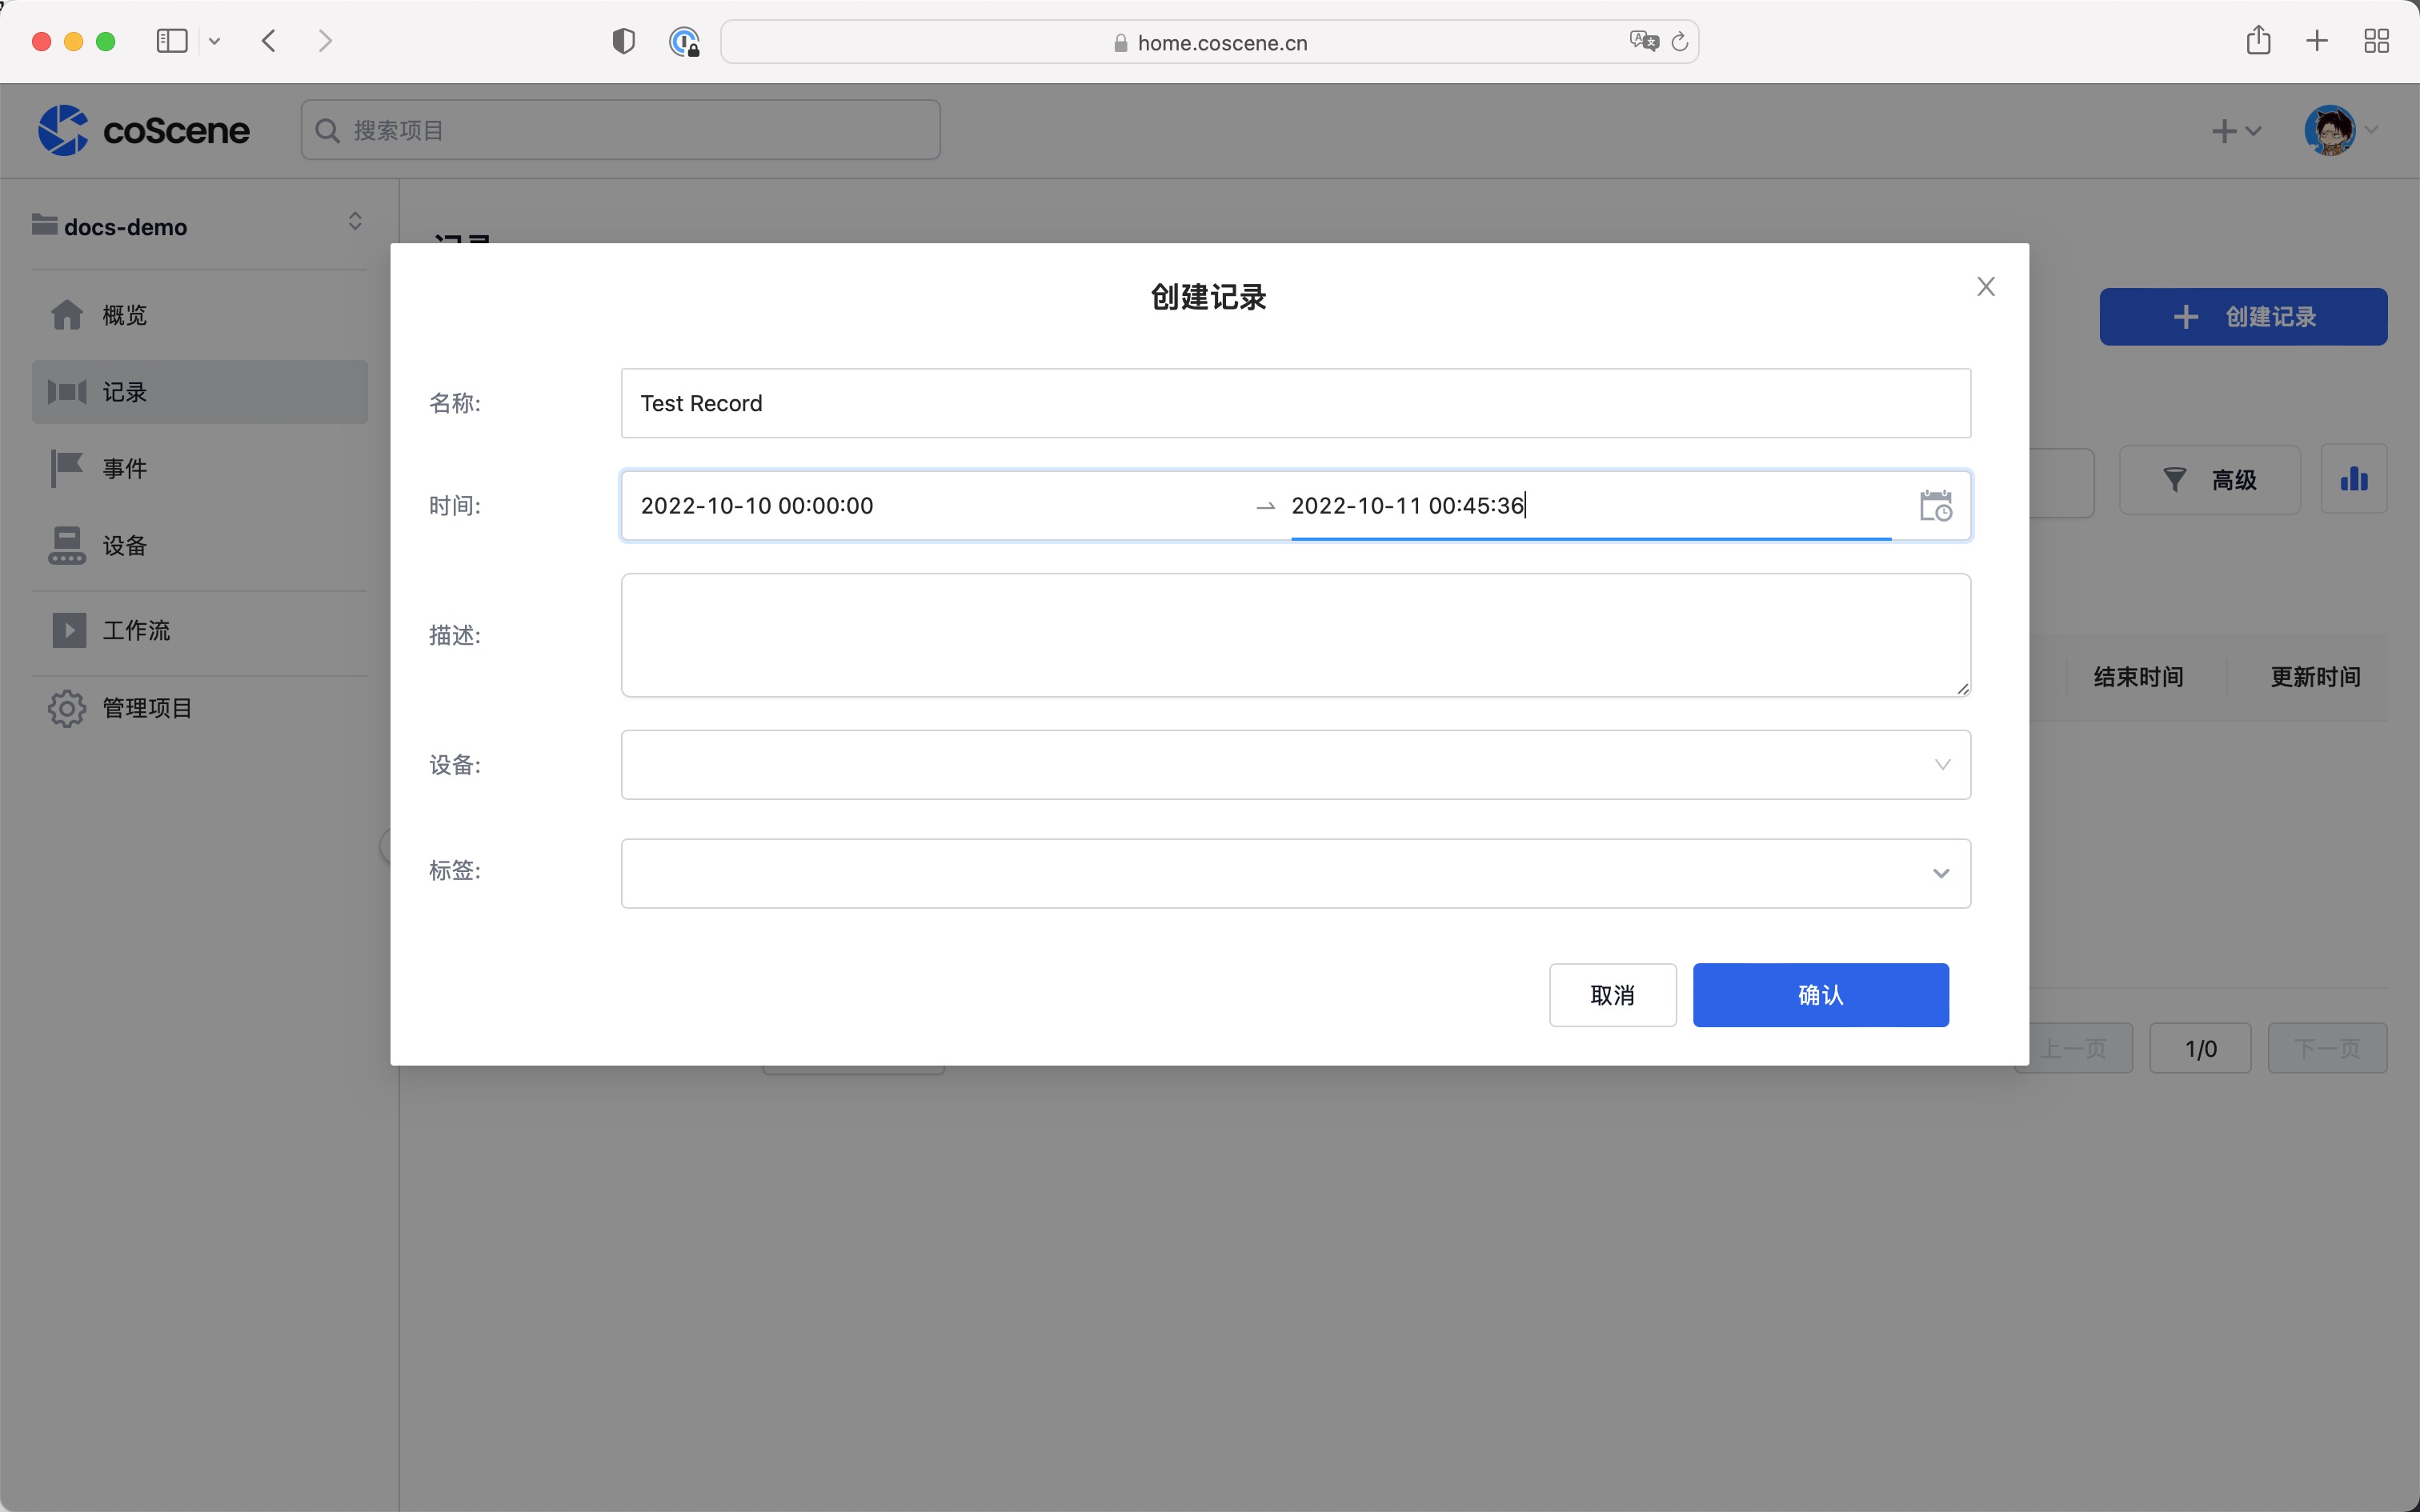 home.coscene.cn
coScene
搜索项目
docs-demo
概览
记录
事件
设备
工作流
管理项目
记录
创建记录
高级
结束时间
更新时间
上一页
1/0
下一页
创建记录
名称:
Test Record
时间:
2022-10-10 00:00:00
2022-10-11 00:45:36
描述:
设备:
标签:
取消
确认